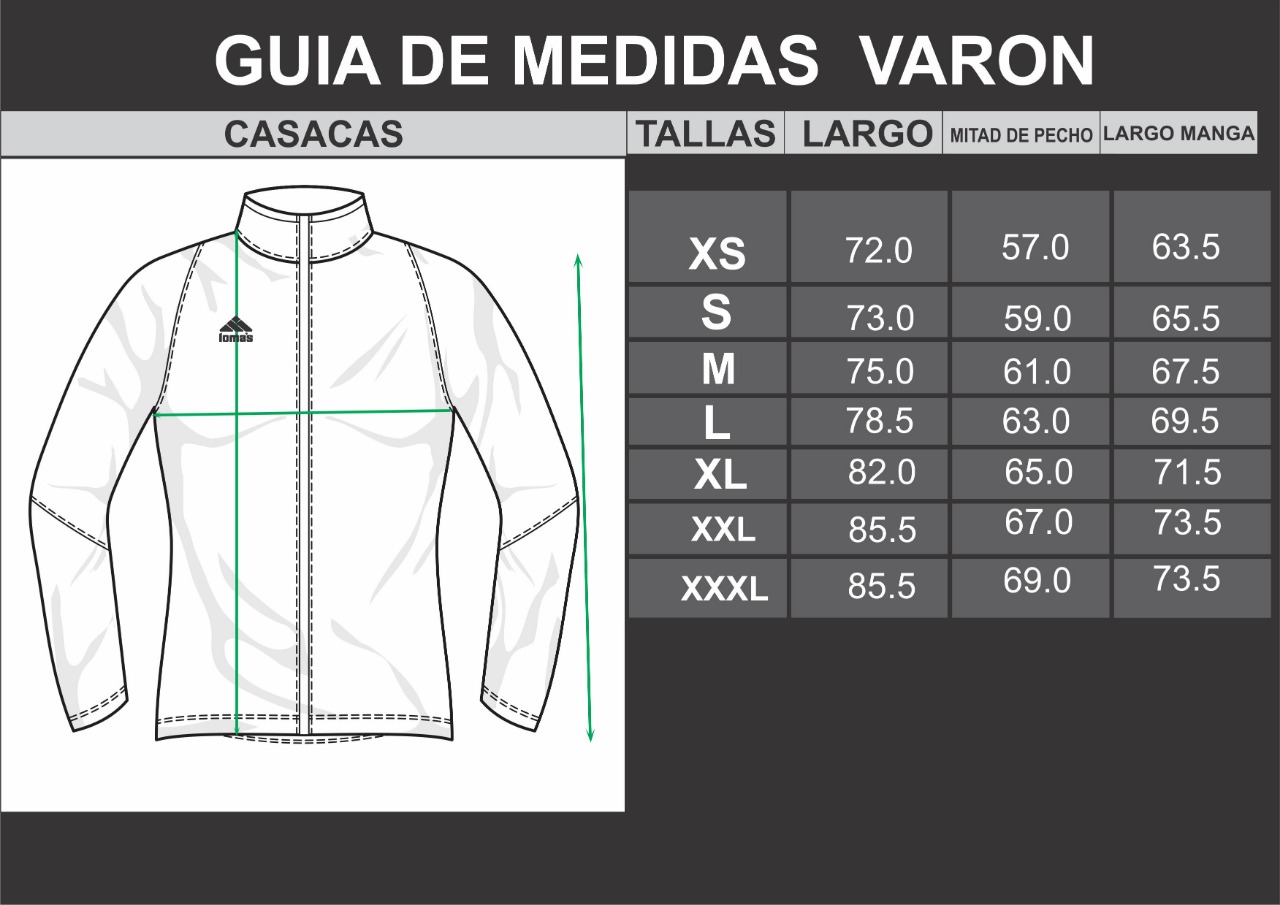 GUIA DE MEDIDAS VARON
CASACAS TALLAS LARGO MITAD DE PECHO LARGO MANGA
lomas
XS 72.0 57.0 63.5
S 73.0 59.0 65.5
M 75.0 61.0 67.5
L 78.5 63.0 69.5
XL 82.0 65.0 71.5
XXL 85.5 67.0 73.5
XXXL 85.5 69.0 73.5